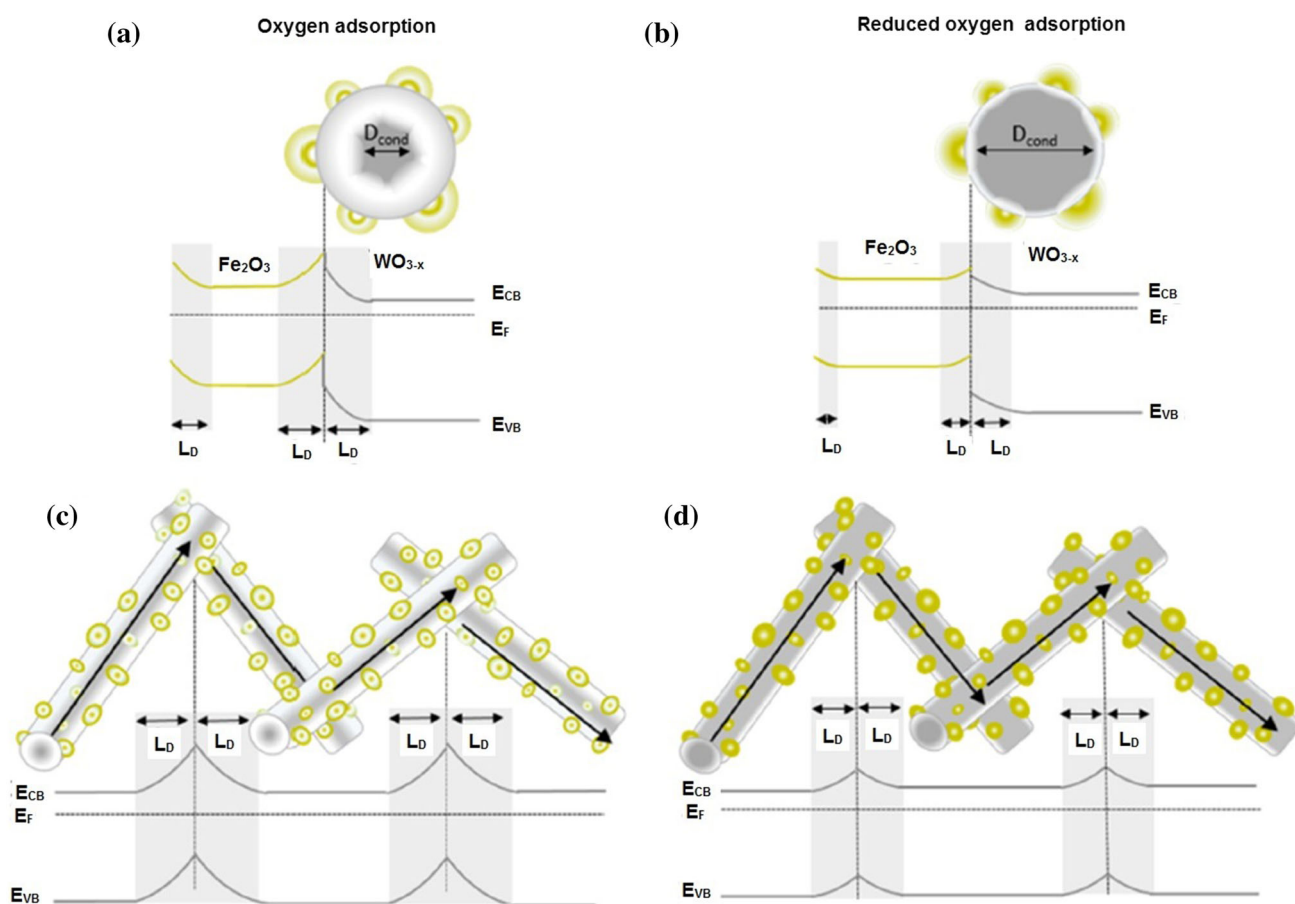 (a)
Oxygen adsorption
(b)
Reduced oxygen adsorption
Dcond
Dcond
Fe2O3
WO3-x
ECB
EF
EVB
LD
LD
LD
Fe2O3
WO3-x
ECB
EF
EVB
LD
LD
LD
(c)
(d)
LD
LD
LD
LD
ECB
EF
EVB
LD
LD
LD
LD
ECB
EF
EVB